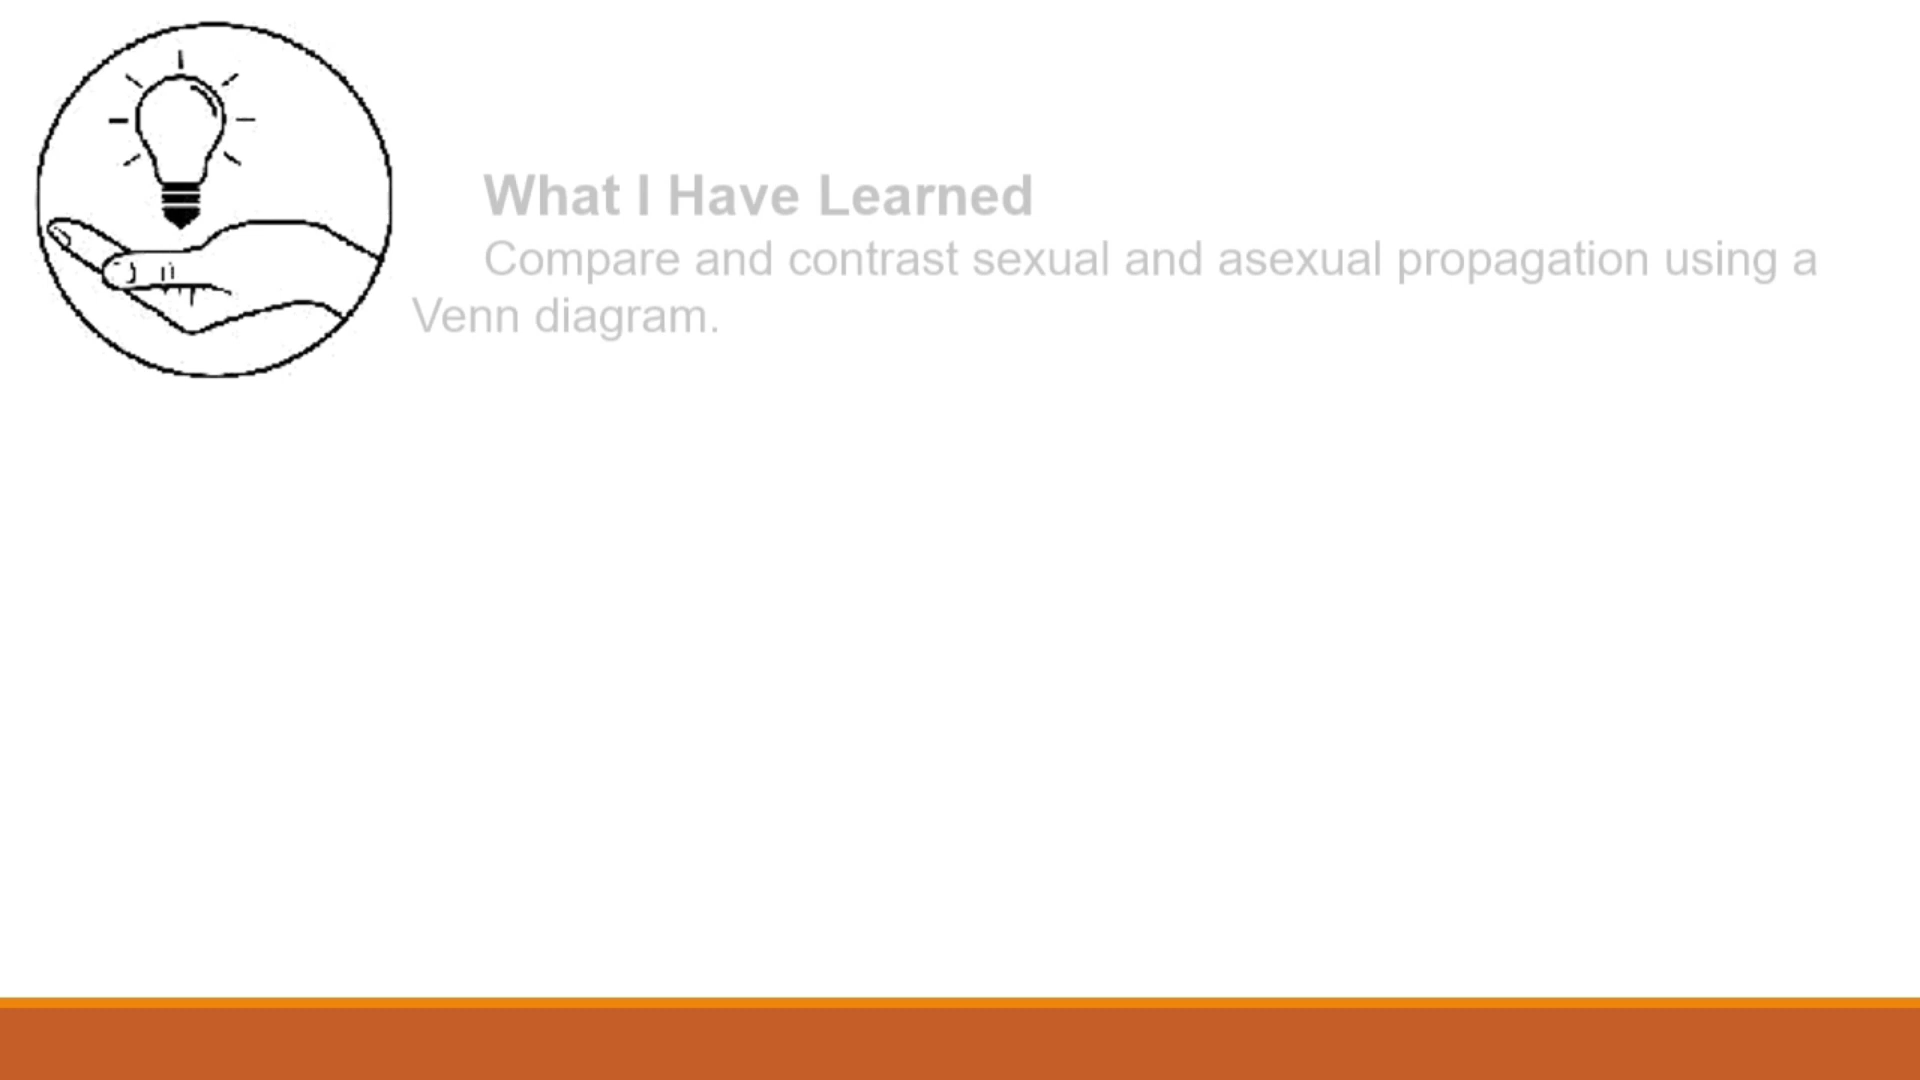 What I Have Learned
Compare and contrast sexual and asexual propagation using a
Venn diagram.